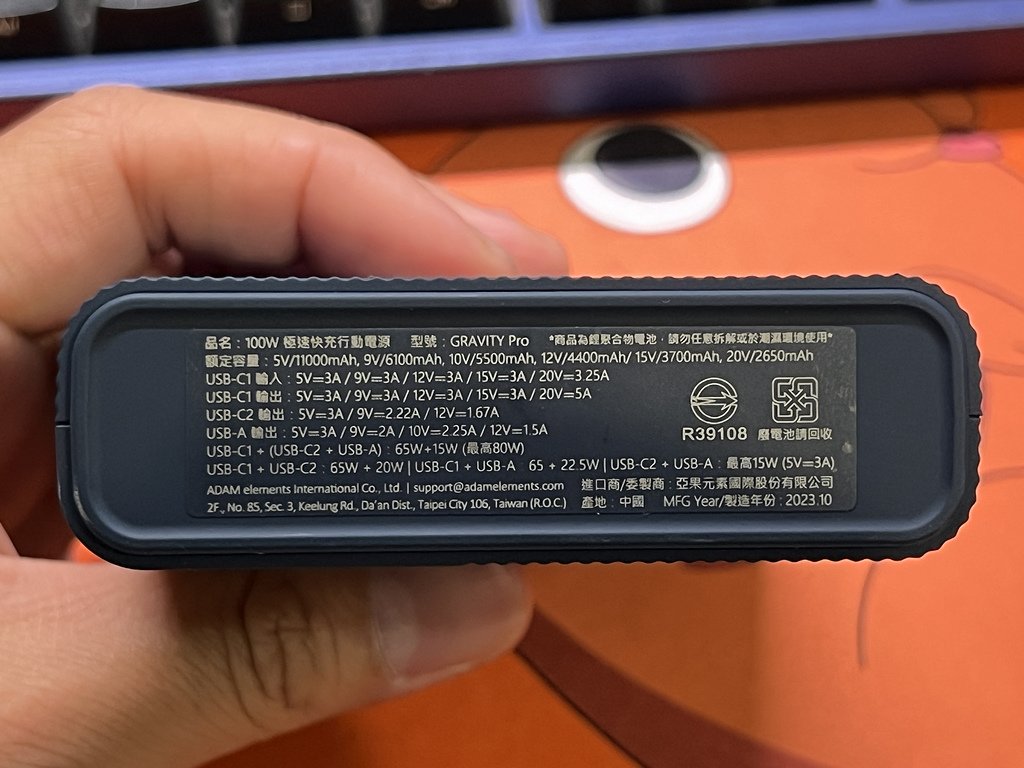 品名：100W 極速快充行動電源 型號：GRAVITY Pro *商品為鋰聚合物電池，請勿任意拆解或於潮濕環境使用*
額定容量：5V/11000mAh, 9V/6100mAh, 10V/5500mAh, 12V/4400mAh/ 15V/3700mAh, 20V/2650mAh
USB-C1 輸入：5V⎓3A / 9V⎓3A / 12V⎓3A / 15V⎓3A / 20V⎓3.25A
USB-C1 輸出：5V⎓3A / 9V⎓3A / 12V⎓3A / 15V⎓3A / 20V⎓5A
USB-C2 輸出：5V⎓3A / 9V⎓2.22A / 12V⎓1.67A
USB-A 輸出：5V⎓3A / 9V⎓2A / 10V⎓2.25A / 12V⎓1.5A
USB-C1 + (USB-C2 + USB-A)：65W+15W (最高80W)
USB-C1 + USB-C2：65W + 20W | USB-C1 + USB-A：65 + 22.5W | USB-C2 + USB-A：最高15W (5V⎓3A)
R39108 廢電池請回收
ADAM elements International Co., Ltd. | support@adamelements.com 進口商/委製商：亞果元素國際股份有限公司
2F., No. 85, Sec. 3, Keelung Rd., Da'an Dist., Taipei City 106, Taiwan (R.O.C.) 產地：中國 MFG Year/製造年份：2023.10